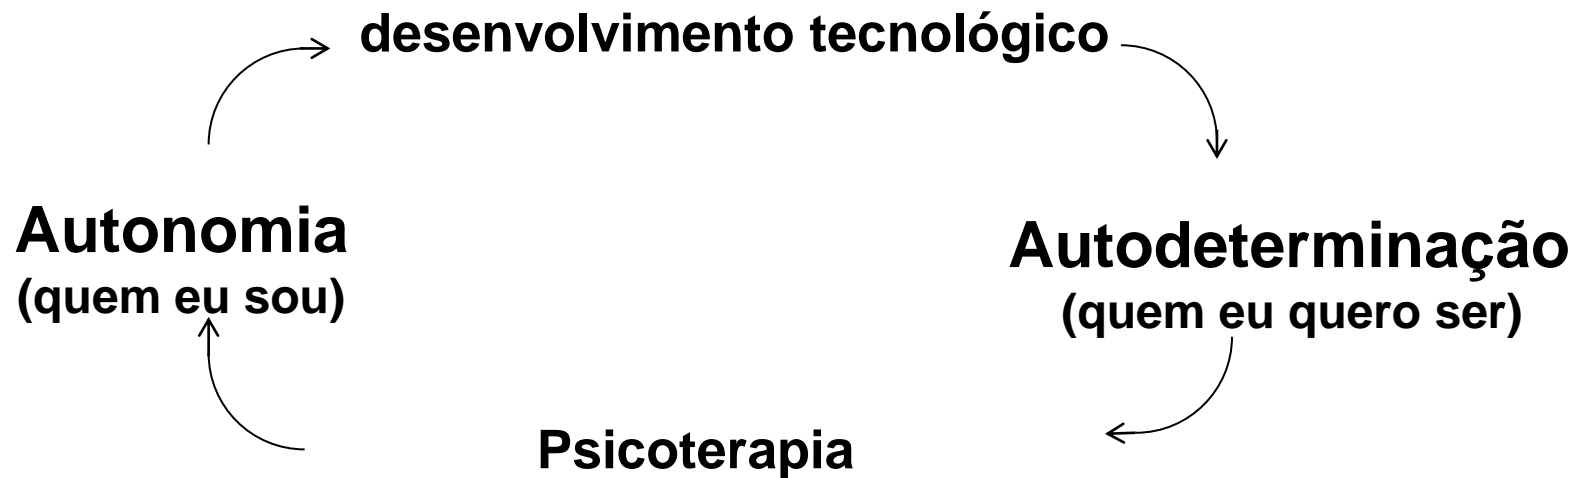 desenvolvimento tecnológico
Autonomia
(quem eu sou)
Autodeterminação
(quem eu quero ser)
Psicoterapia